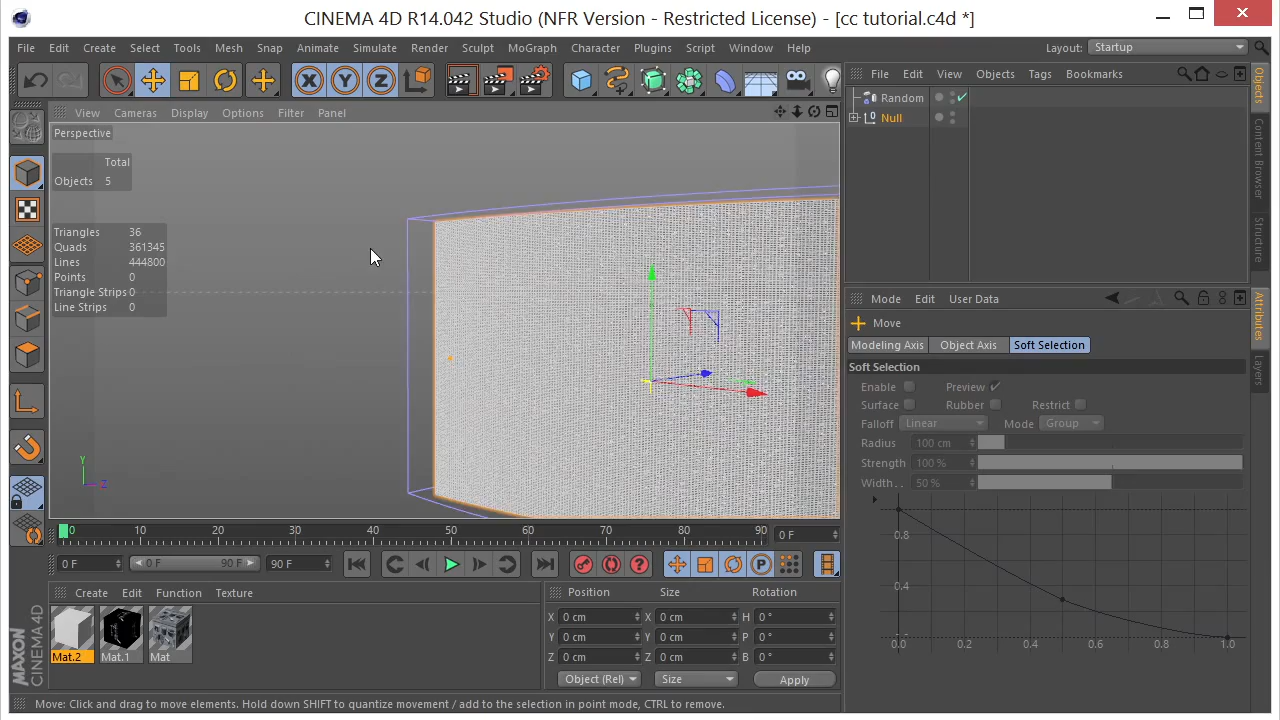 CINEMA 4D R14.042 Studio (NFR Version - Restricted License) - [cc tutorial.c4d *]
File Edit Create Select Tools Mesh Snap Animate Simulate Render Sculpt MoGraph Character Plugins Script Window Help
Layout: Startup
View Cameras Display Options Filter Panel
Perspective
Total
Objects 5
Triangles 36
Quads 361345
Lines 444800
Points 0
Triangle Strips 0
Line Strips 0
Y
Z
0 10 20 30 40 50 60 70 80 90
0 F
0 F
0 F 90 F
90 F
Create Edit Function Texture
Mat.2 Mat.1 Mat
MAXON CINEMA 4D
Position Size Rotation
X 0 cm X 0 cm H 0 °
Y 0 cm Y 0 cm P 0 °
Z 0 cm Z 0 cm B 0 °
Object (Rel) Size Apply
Move: Click and drag to move elements. Hold down SHIFT to quantize movement / add to the selection in point mode, CTRL to remove.
File Edit View Objects Tags Bookmarks
Random
Null
Objects
Content Browser
Structure
Mode Edit User Data
Move
Modeling Axis Object Axis Soft Selection
Soft Selection
Enable Preview
Surface Rubber Restrict
Falloff Linear Mode Group
Radius 100 cm
Strength 100 %
Width . . 50 %
0.8
0.4
0.0 0.2 0.4 0.6 0.8 1.0
Attributes
Layers